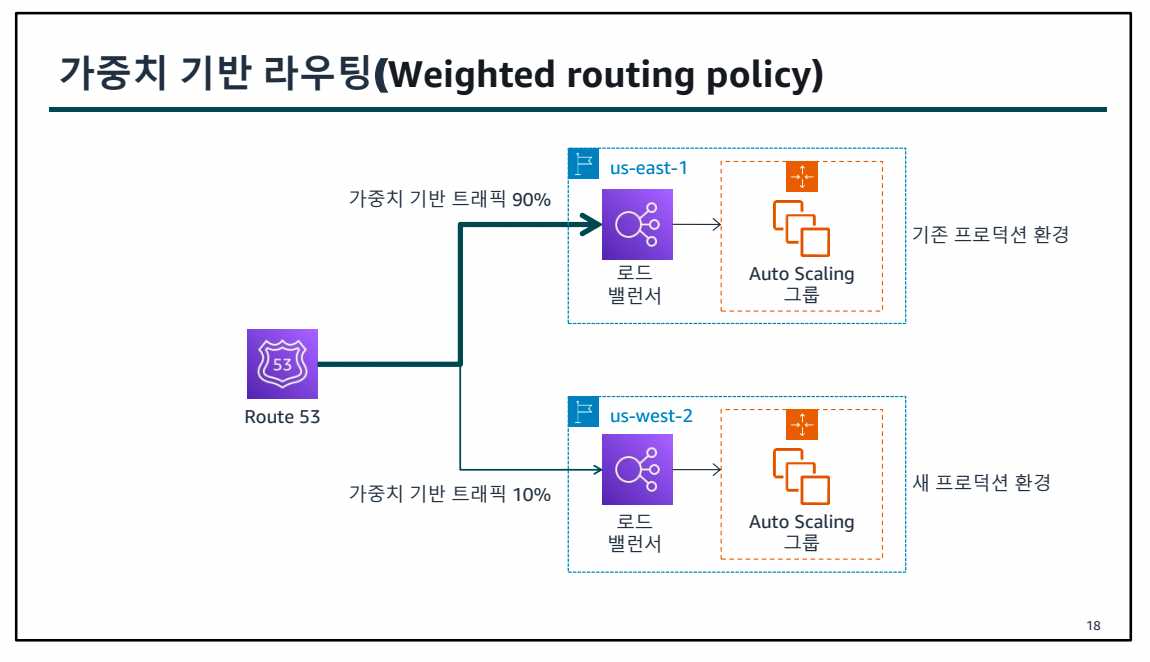 가중치 기반 라우팅(Weighted routing policy)
us-east-1
가중치 기반 트래픽 90%
로드
밸런서
Auto Scaling
그룹
기존 프로덕션 환경
53
Route 53
us-west-2
가중치 기반 트래픽 10%
로드
밸런서
Auto Scaling
그룹
새 프로덕션 환경
18